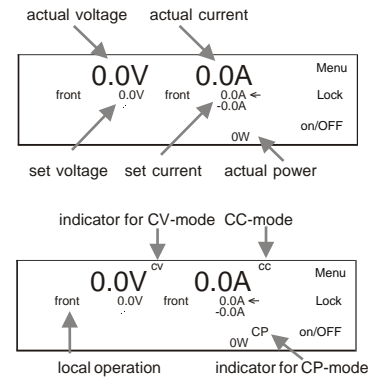 actual voltage actual current
0.0V 0.0A Menu
front 0.0V front 0.0A ← Lock
-0.0A
on/OFF
0W
set voltage set current actual power
indicator for CV-mode CC-mode
cv cc
0.0V 0.0A Menu
front 0.0V front 0.0A ← Lock
-0.0A
CP on/OFF
0W
local operation indicator for CP-mode